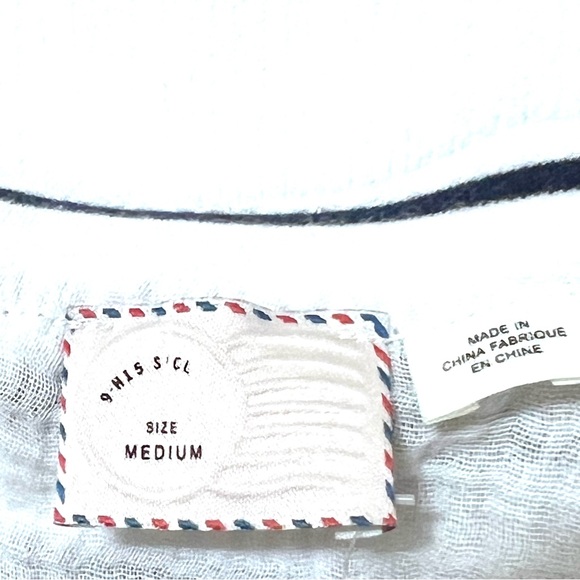 9-H15 S/CL
SIZE
MEDIUM
MADE IN
CHINA FABRIQUE
EN CHINE